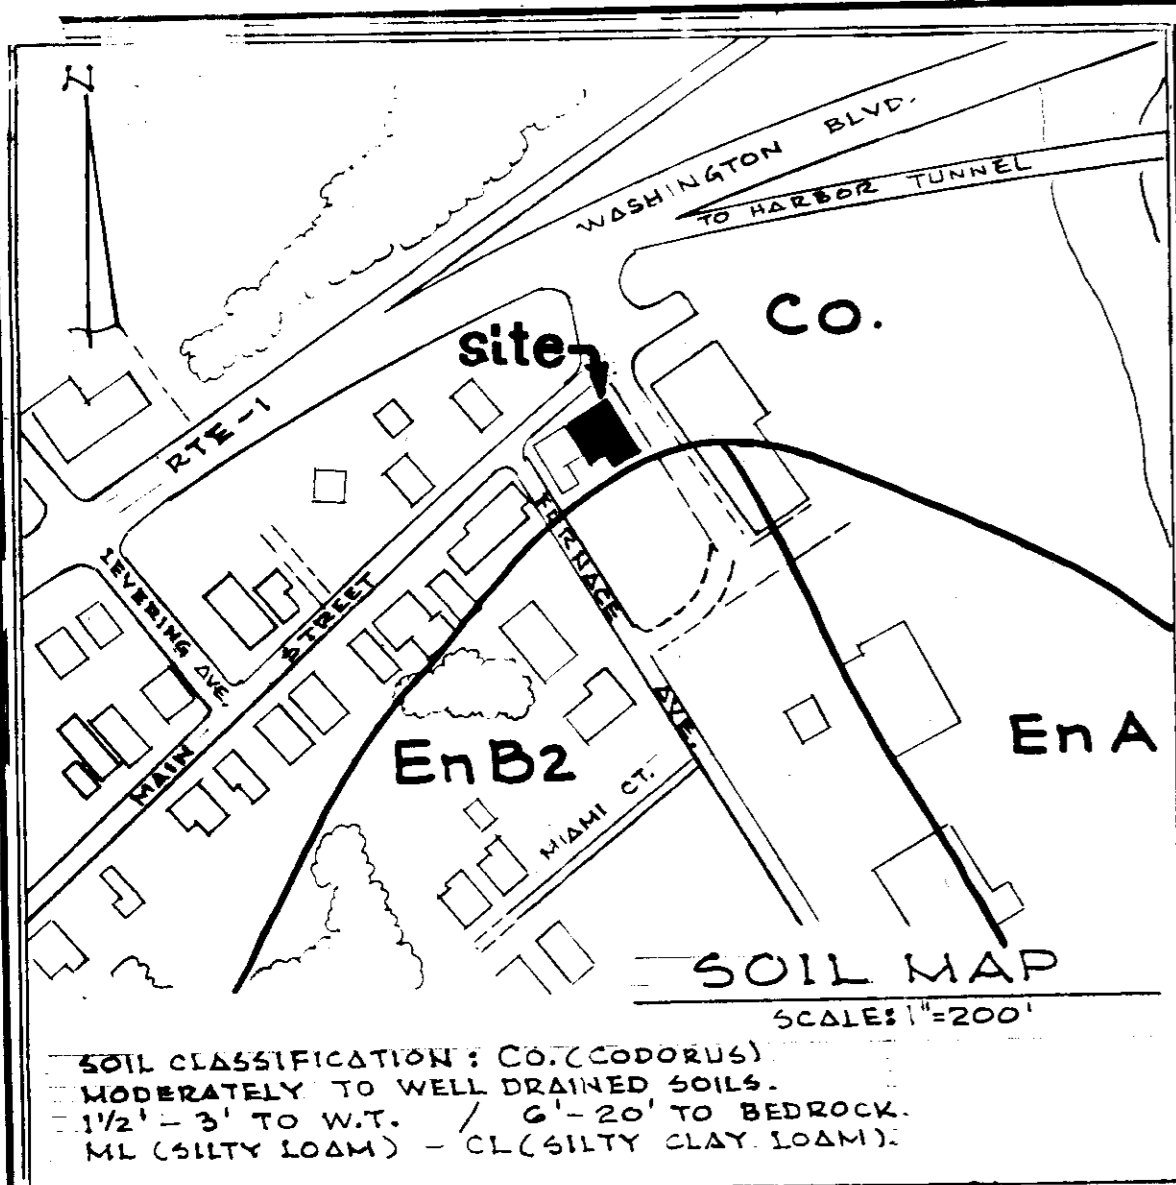 N
WASHINGTON BLVD.
TO HARBOR TUNNEL
Co.
site
RTE-1
LEVERING AVE.
STREET
FURNACE
AVE.
MAIN
EnB2
EnA
MIAMI CT.
SOIL MAP
SCALE: 1"=200'
SOIL CLASSIFICATION: CO. (CODORUS)
MODERATELY TO WELL DRAINED SOILS.
1½' - 3' TO W.T. / 6'-20' TO BEDROCK.
ML (SILTY LOAM) - CL (SILTY CLAY LOAM).